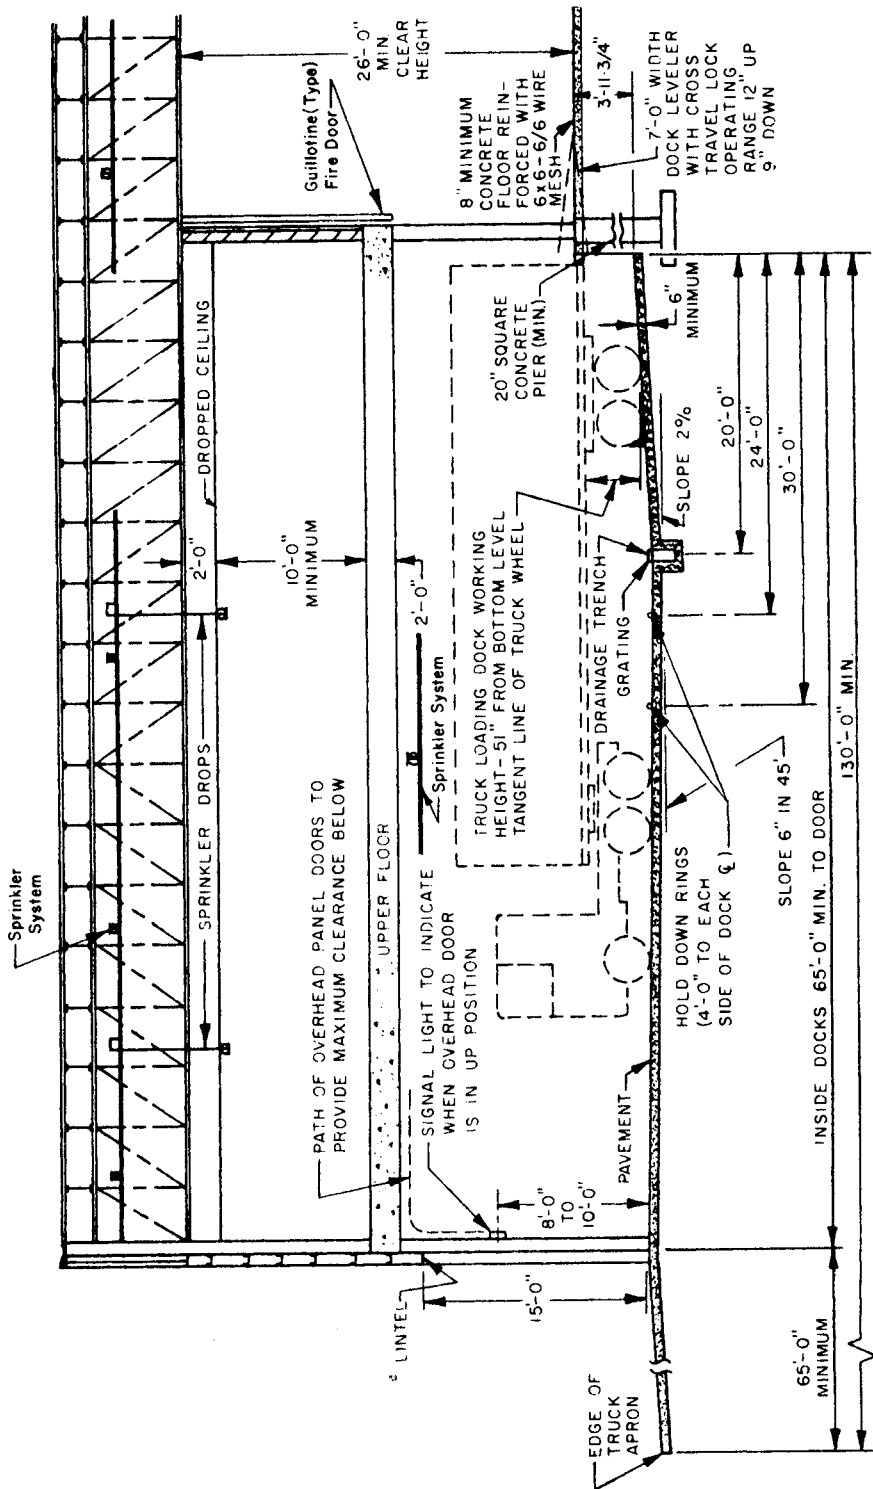 Sprinkler
System
SPRINKLER DROPS
2'-0"
DROPPED CEILING
10'-0"
MINIMUM
Guillotine (Type)
Fire Door
26'-0"
MIN.
CLEAR
HEIGHT
PATH OF OVERHEAD PANEL DOORS TO
PROVIDE MAXIMUM CLEARANCE BELOW
UPPER FLOOR
2'-0"
Sprinkler System
SIGNAL LIGHT TO INDICATE
WHEN OVERHEAD DOOR
IS IN UP POSITION
LINTEL
15'-0"
8'-0"
TO
10'-0"
TRUCK LOADING DOCK WORKING
HEIGHT-51" FROM BOTTOM LEVEL
TANGENT LINE OF TRUCK WHEEL
8" MINIMUM
CONCRETE
FLOOR REIN-
FORCED WITH
6x6-6/6 WIRE
MESH
20" SQUARE
CONCRETE
PIER (MIN.)
3-11-3/4"
7'-0" WIDTH
DOCK LEVELER
WITH CROSS
TRAVEL LOCK
OPERATING
RANGE 12" UP
9" DOWN
6"
MINIMUM
DRAINAGE TRENCH
GRATING
SLOPE 2%
20'-0"
24'-0"
30'-0"
PAVEMENT
HOLD DOWN RINGS
(4'-0" TO EACH
SIDE OF DOCK ℄)
SLOPE 6" IN 45'
EDGE OF
TRUCK
APRON
65'-0"
MINIMUM
INSIDE DOCKS 65'-0" MIN. TO DOOR
130'-0" MIN.